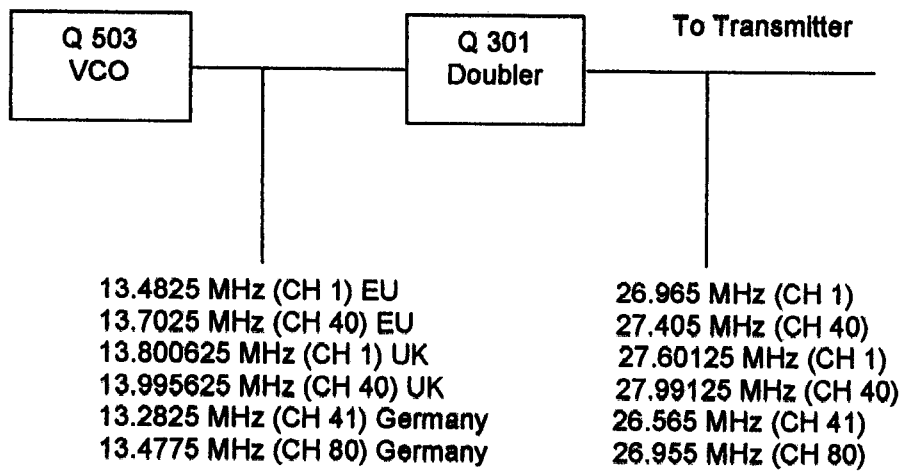 Q 503
VCO
Q 301
Doubler
To Transmitter
13.4825 MHz (CH 1) EU
13.7025 MHz (CH 40) EU
13.800625 MHz (CH 1) UK
13.995625 MHz (CH 40) UK
13.2825 MHz (CH 41) Germany
13.4775 MHz (CH 80) Germany
26.965 MHz (CH 1)
27.405 MHz (CH 40)
27.60125 MHz (CH 1)
27.99125 MHz (CH 40)
26.565 MHz (CH 41)
26.955 MHz (CH 80)